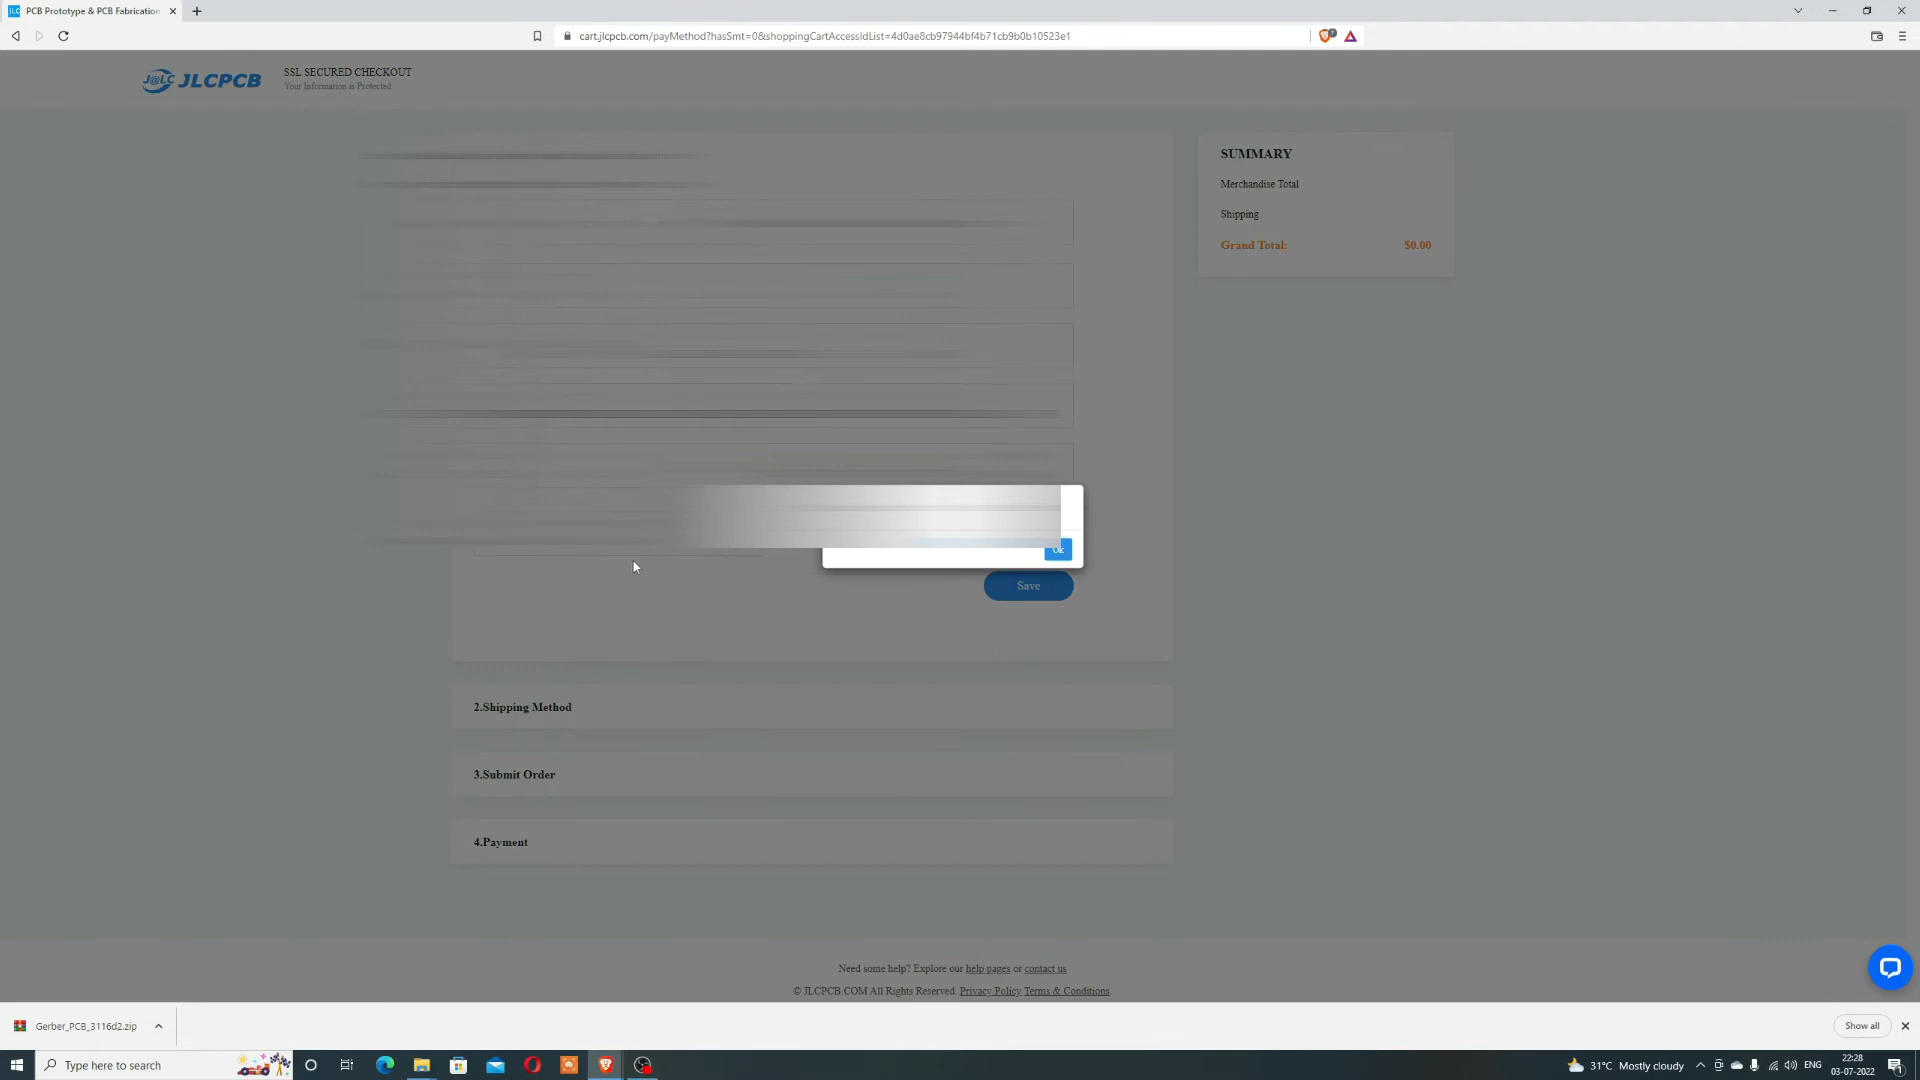 PCB Prototype & PCB Fabrication
cart.jlcpcb.com/payMethod?hasSmt=0&shoppingCartAccessIdList=4d0ae8cb97944bf4b71cb9b0b10523e1
J@LC JLCPCB
SSL SECURED CHECKOUT
Your Information is Protected
SUMMARY
Merchandise Total
Shipping
Grand Total: $0.00
Ok
Save
2.Shipping Method
3.Submit Order
4.Payment
Need some help? Explore our help pages or contact us
© JLCPCB.COM All Rights Reserved. Privacy Policy Terms & Conditions.
Gerber_PCB_3116d2.zip
Show all
Type here to search
31°C Mostly cloudy
ENG
22:28
03-07-2022